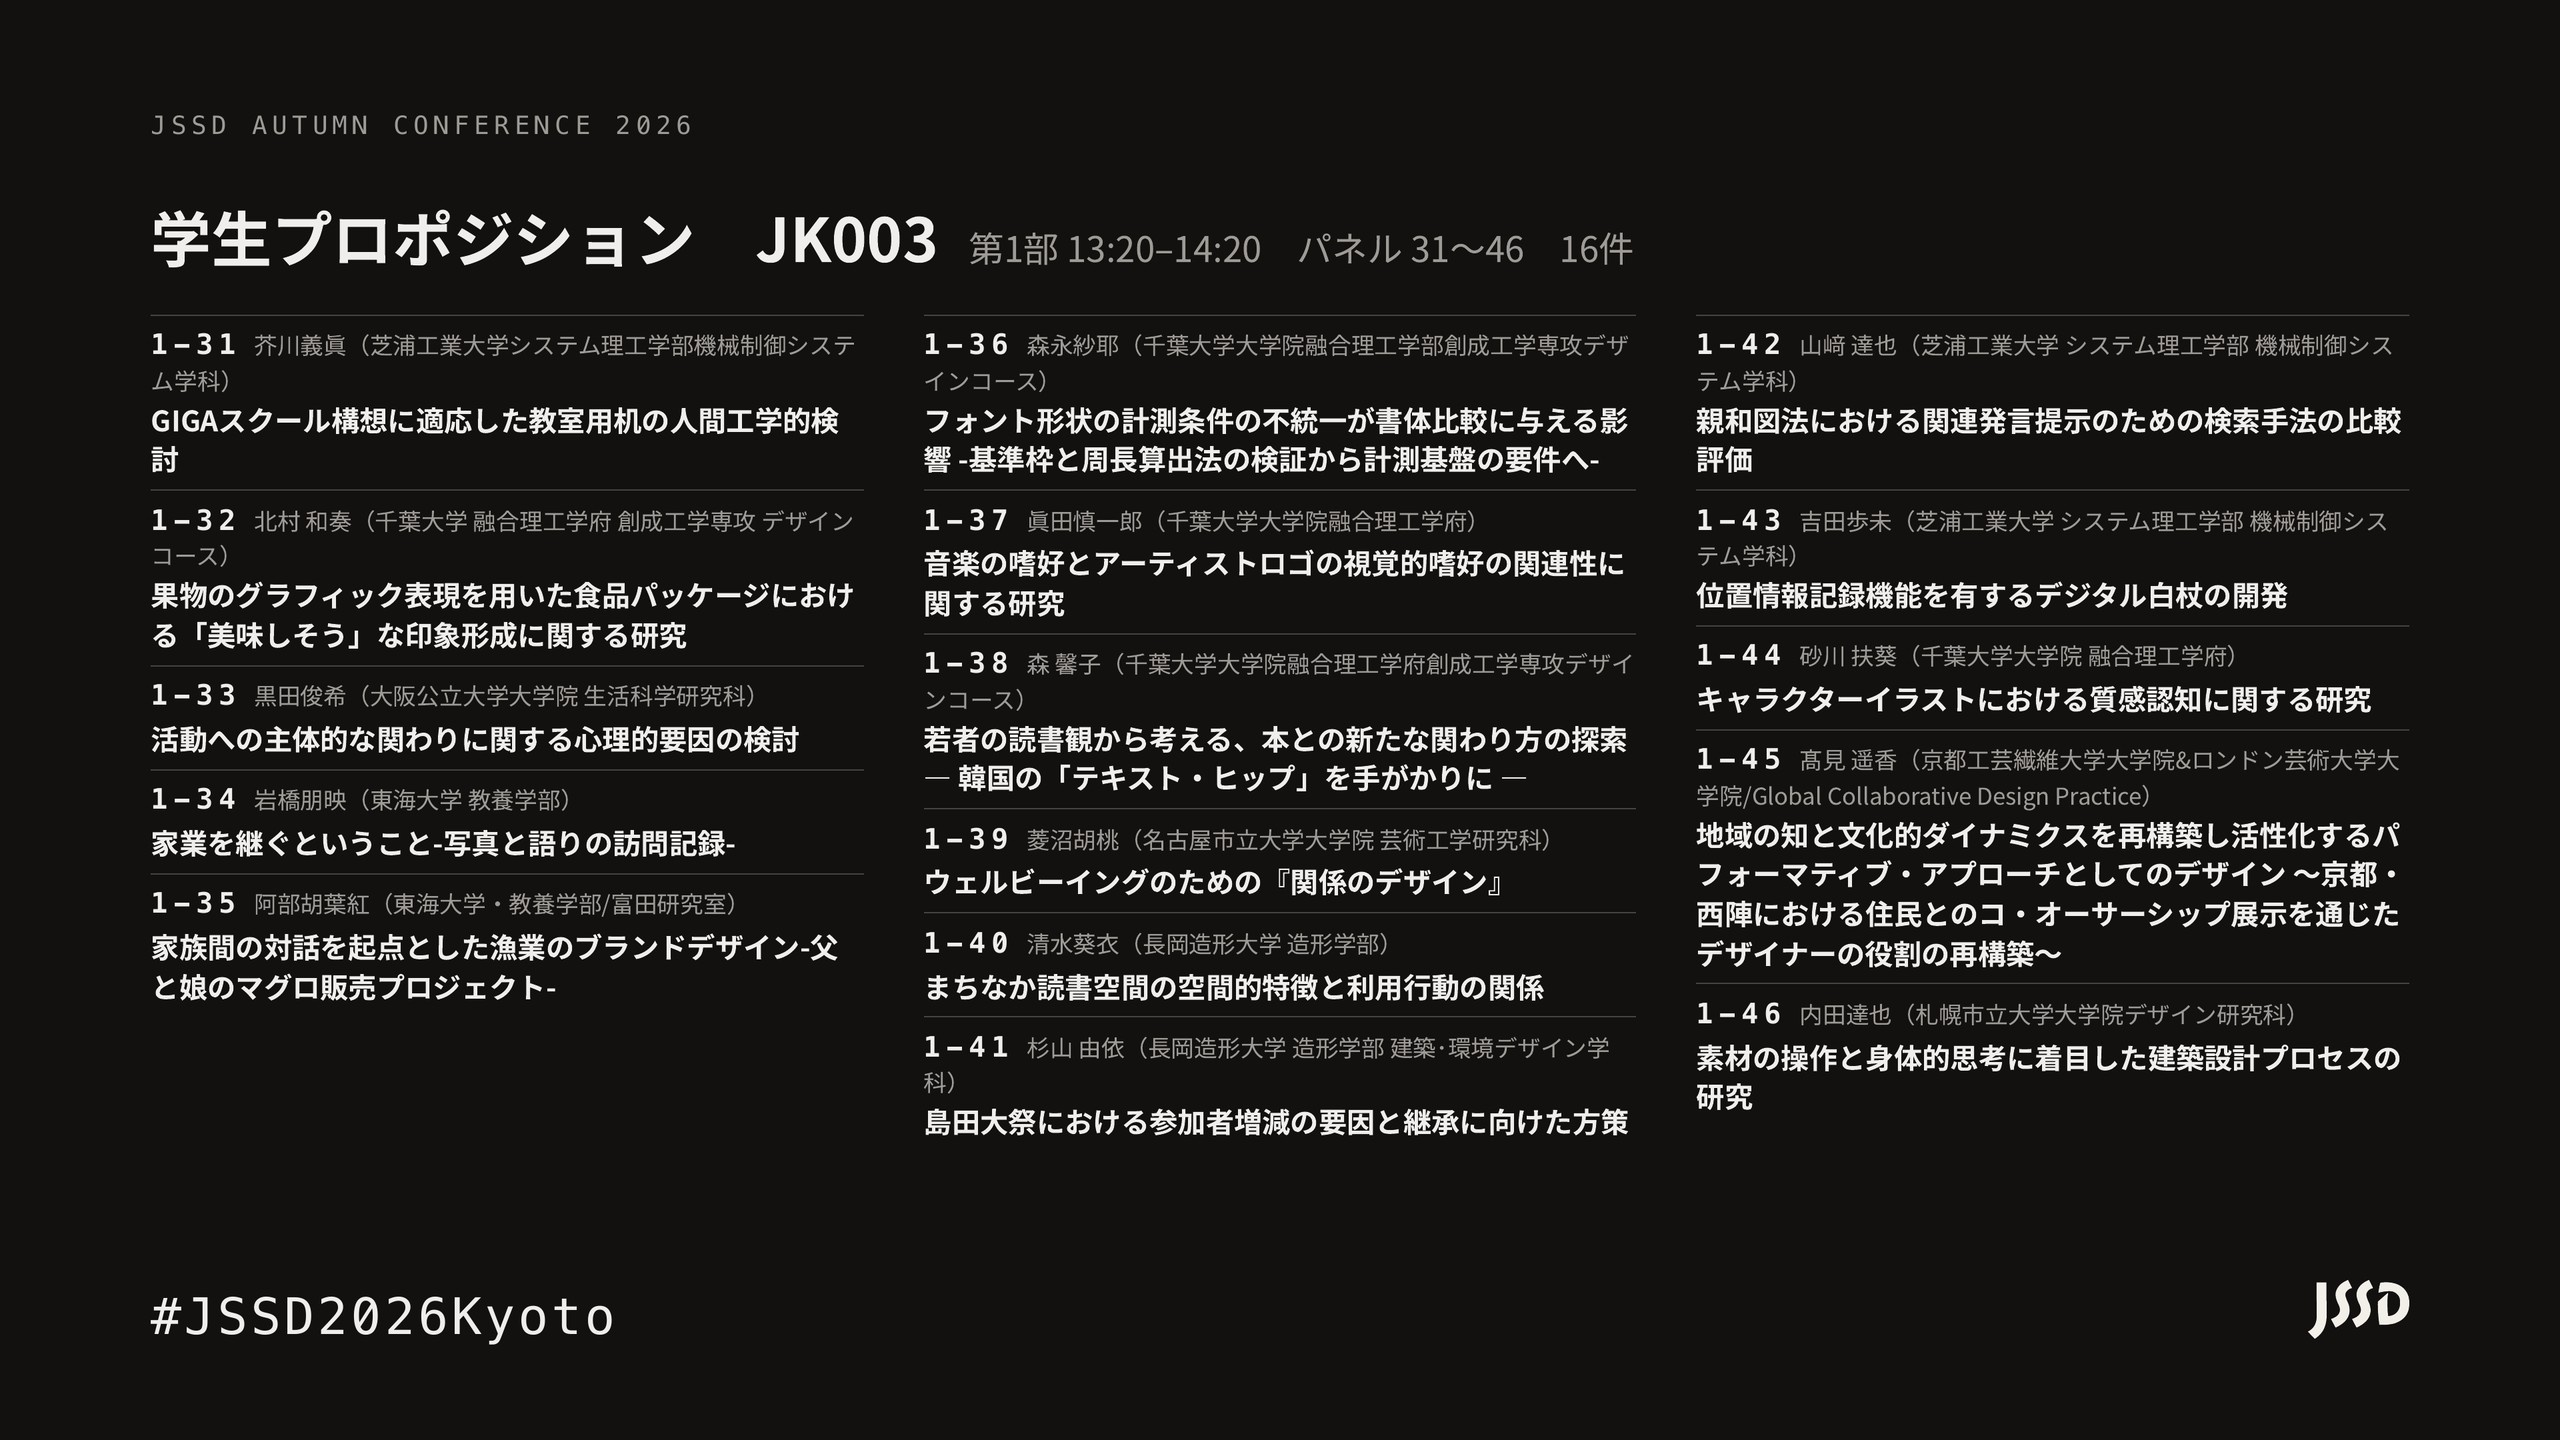 JSSD AUTUMN CONFERENCE 2026
学生プロポジション　JK003 第1部 13:20–14:20　パネル 31〜46　16件
1–31 芥川義眞（芝浦工業大学システム理工学部機械制御システ
ム学科）
GIGAスクール構想に適応した教室用机の人間工学的検
討
1–32 北村 和奏（千葉大学 融合理工学府 創成工学専攻 デザイン
コース）
果物のグラフィック表現を用いた食品パッケージにおけ
る「美味しそう」な印象形成に関する研究
1–33 黒田俊希（大阪公立大学大学院 生活科学研究科）
活動への主体的な関わりに関する心理的要因の検討
1–34 岩橋朋映（東海大学 教養学部）
家業を継ぐということ-写真と語りの訪問記録-
1–35 阿部胡葉紅（東海大学・教養学部/富田研究室）
家族間の対話を起点とした漁業のブランドデザイン-父
と娘のマグロ販売プロジェクト-
1–36 森永紗耶（千葉大学大学院融合理工学部創成工学専攻デザ
インコース）
フォント形状の計測条件の不統一が書体比較に与える影
響 -基準枠と周長算出法の検証から計測基盤の要件へ-
1–37 眞田慎一郎（千葉大学大学院融合理工学府）
音楽の嗜好とアーティストロゴの視覚的嗜好の関連性に
関する研究
1–38 森 馨子（千葉大学大学院融合理工学府創成工学専攻デザイ
ンコース）
若者の読書観から考える、本との新たな関わり方の探索
― 韓国の「テキスト・ヒップ」を手がかりに ―
1–39 菱沼胡桃（名古屋市立大学大学院 芸術工学研究科）
ウェルビーイングのための『関係のデザイン』
1–40 清水葵衣（長岡造形大学 造形学部）
まちなか読書空間の空間的特徴と利用行動の関係
1–41 杉山 由依（長岡造形大学 造形学部 建築･環境デザイン学
科）
島田大祭における参加者増減の要因と継承に向けた方策
1–42 山﨑 達也（芝浦工業大学 システム理工学部 機械制御シス
テム学科）
親和図法における関連発言提示のための検索手法の比較
評価
1–43 吉田歩未（芝浦工業大学 システム理工学部 機械制御シス
テム学科）
位置情報記録機能を有するデジタル白杖の開発
1–44 砂川 扶葵（千葉大学大学院 融合理工学府）
キャラクターイラストにおける質感認知に関する研究
1–45 髙見 遥香（京都工芸繊維大学大学院&ロンドン芸術大学大
学院/Global Collaborative Design Practice）
地域の知と文化的ダイナミクスを再構築し活性化するパ
フォーマティブ・アプローチとしてのデザイン 〜京都・
西陣における住民とのコ・オーサーシップ展示を通じた
デザイナーの役割の再構築〜
1–46 内田達也（札幌市立大学大学院デザイン研究科）
素材の操作と身体的思考に着目した建築設計プロセスの
研究
#JSSD2026Kyoto
JSSD